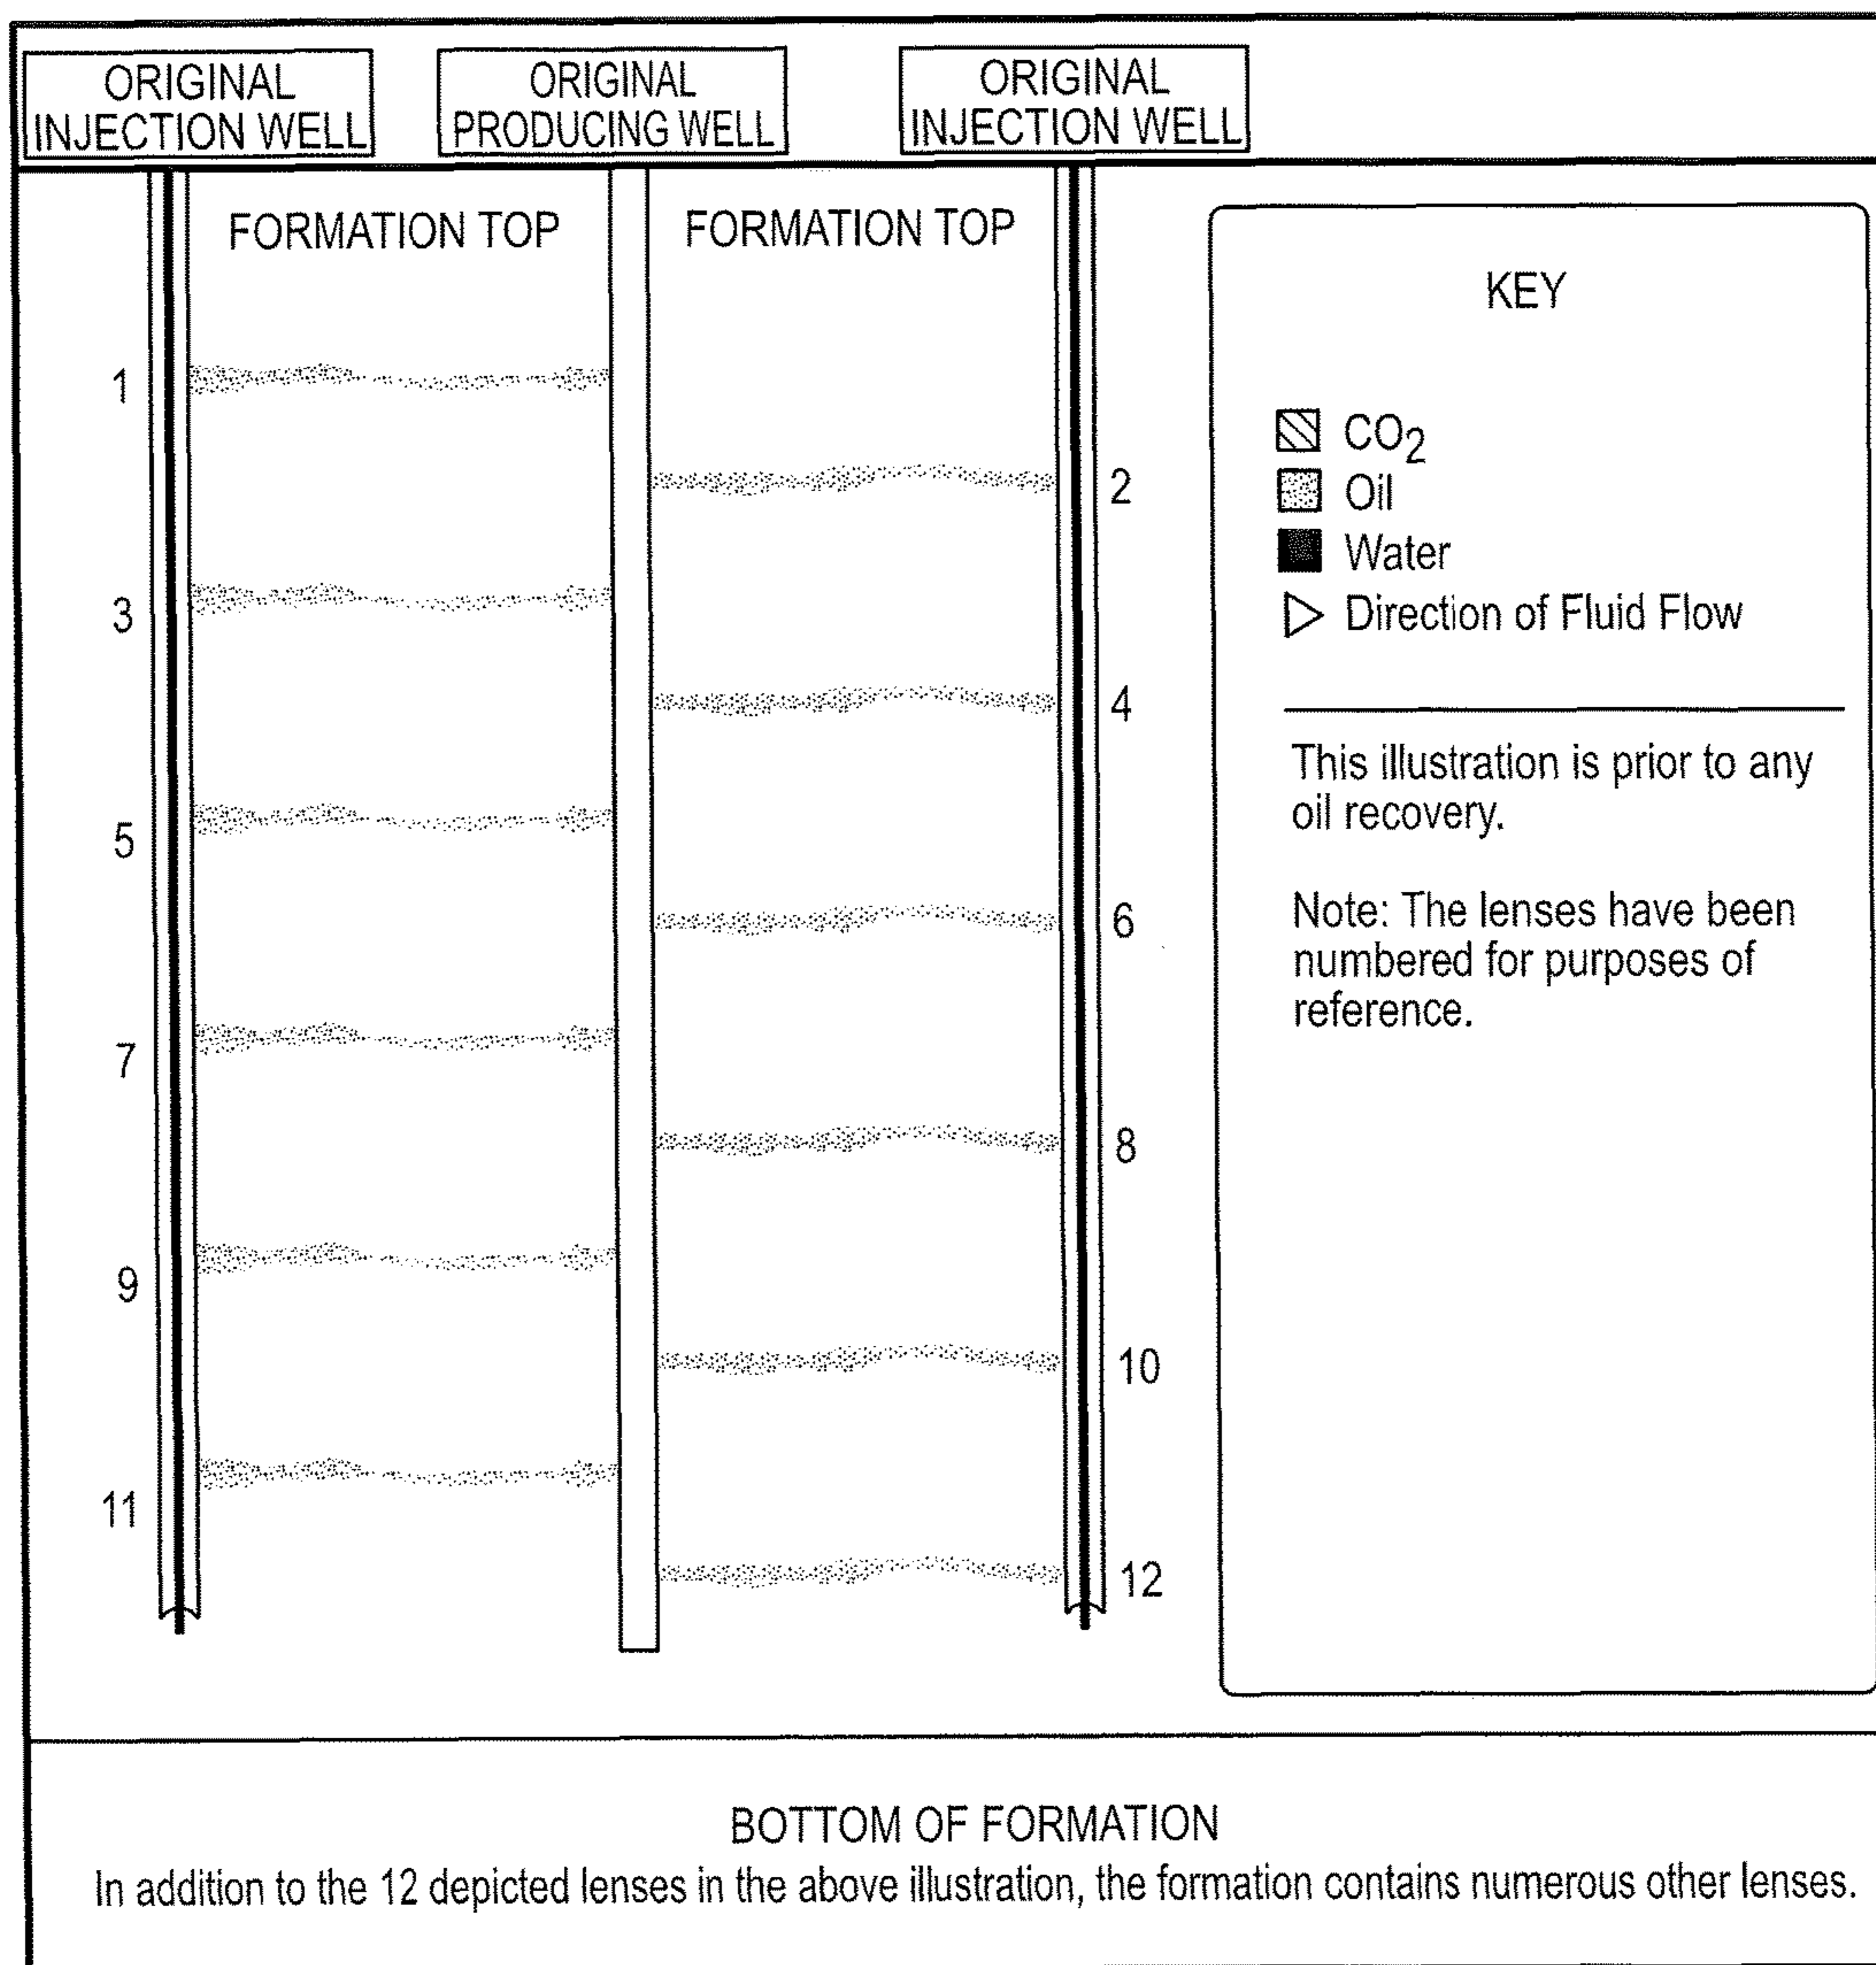 ORIGINAL
INJECTION WELL
ORIGINAL
PRODUCING WELL
ORIGINAL
INJECTION WELL
FORMATION TOP
FORMATION TOP
1
2
3
4
5
6
7
8
9
10
11
12
KEY
CO₂
Oil
Water
Direction of Fluid Flow
This illustration is prior to any
oil recovery.
Note: The lenses have been
numbered for purposes of
reference.
BOTTOM OF FORMATION
In addition to the 12 depicted lenses in the above illustration, the formation contains numerous other lenses.